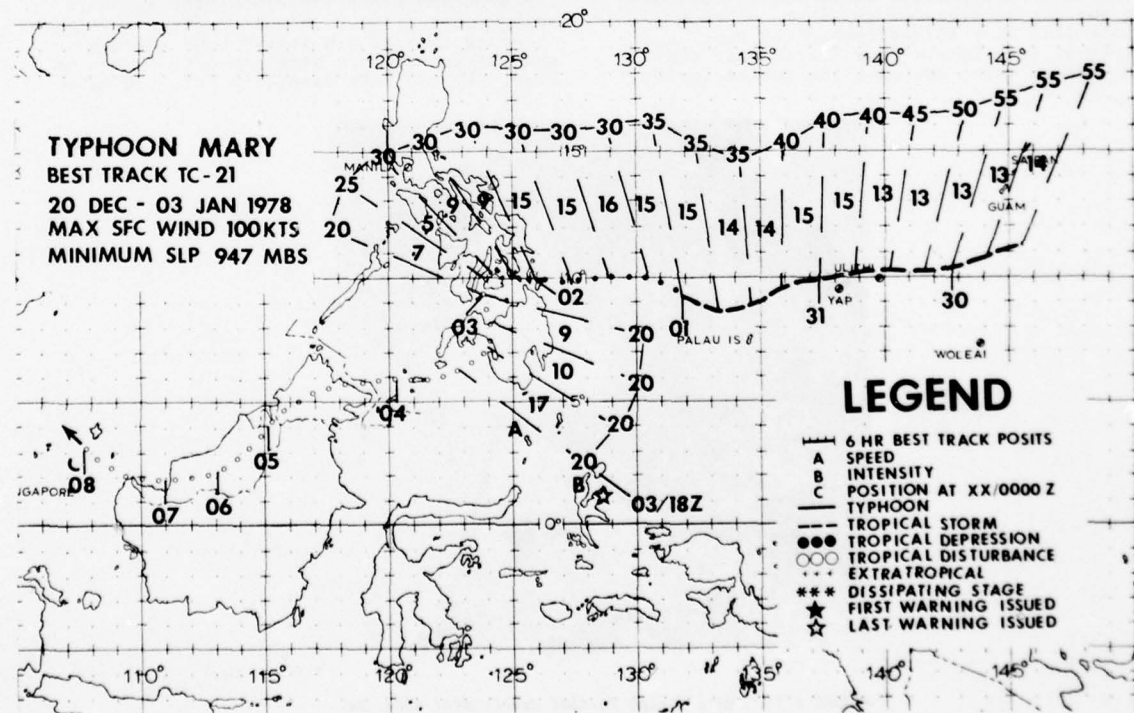 20°
120° 125° 130° 135° 140° 145°
TYPHOON MARY
BEST TRACK TC-21
20 DEC - 03 JAN 1978
MAX SFC WIND 100KTS
MINIMUM SLP 947 MBS
30 30 30 30 30 30 30 35 35 35 40 40 40 45 50 55 55 55
15°
MANILA
25
20
9 9 15 15 16 15 15 14 14 15 15 13 13 13 13 14
5
7
GUAM
02
03
01
31
30
YAP
PALAU IS
WOLEAI
9 20
10 20
17 5° 20
A 20
B
03/18Z
04
05
06
07
08
C
0°
LEGEND
6 HR BEST TRACK POSITS
A SPEED
B INTENSITY
C POSITION AT XX/0000 Z
TYPHOON
TROPICAL STORM
TROPICAL DEPRESSION
TROPICAL DISTURBANCE
EXTRATROPICAL
DISSIPATING STAGE
FIRST WARNING ISSUED
LAST WARNING ISSUED
110° 115° 120° 125° 130° 135° 140° 145°